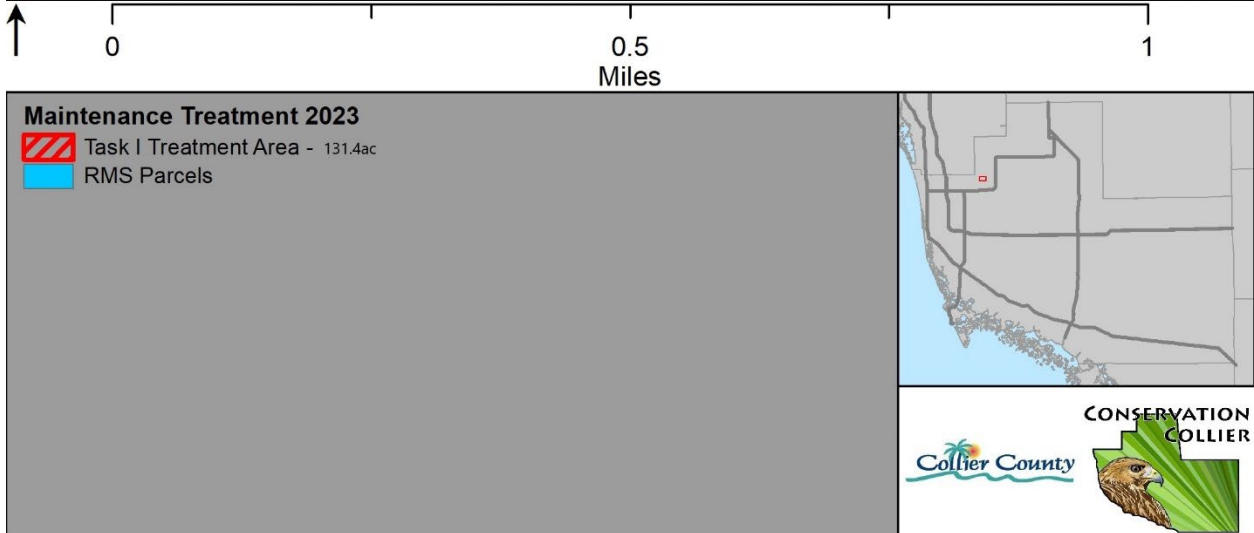 0 0.5 1
Miles
Maintenance Treatment 2023
Task I Treatment Area - 131.4ac
RMS Parcels
Collier County
CONSERVATION
COLLIER